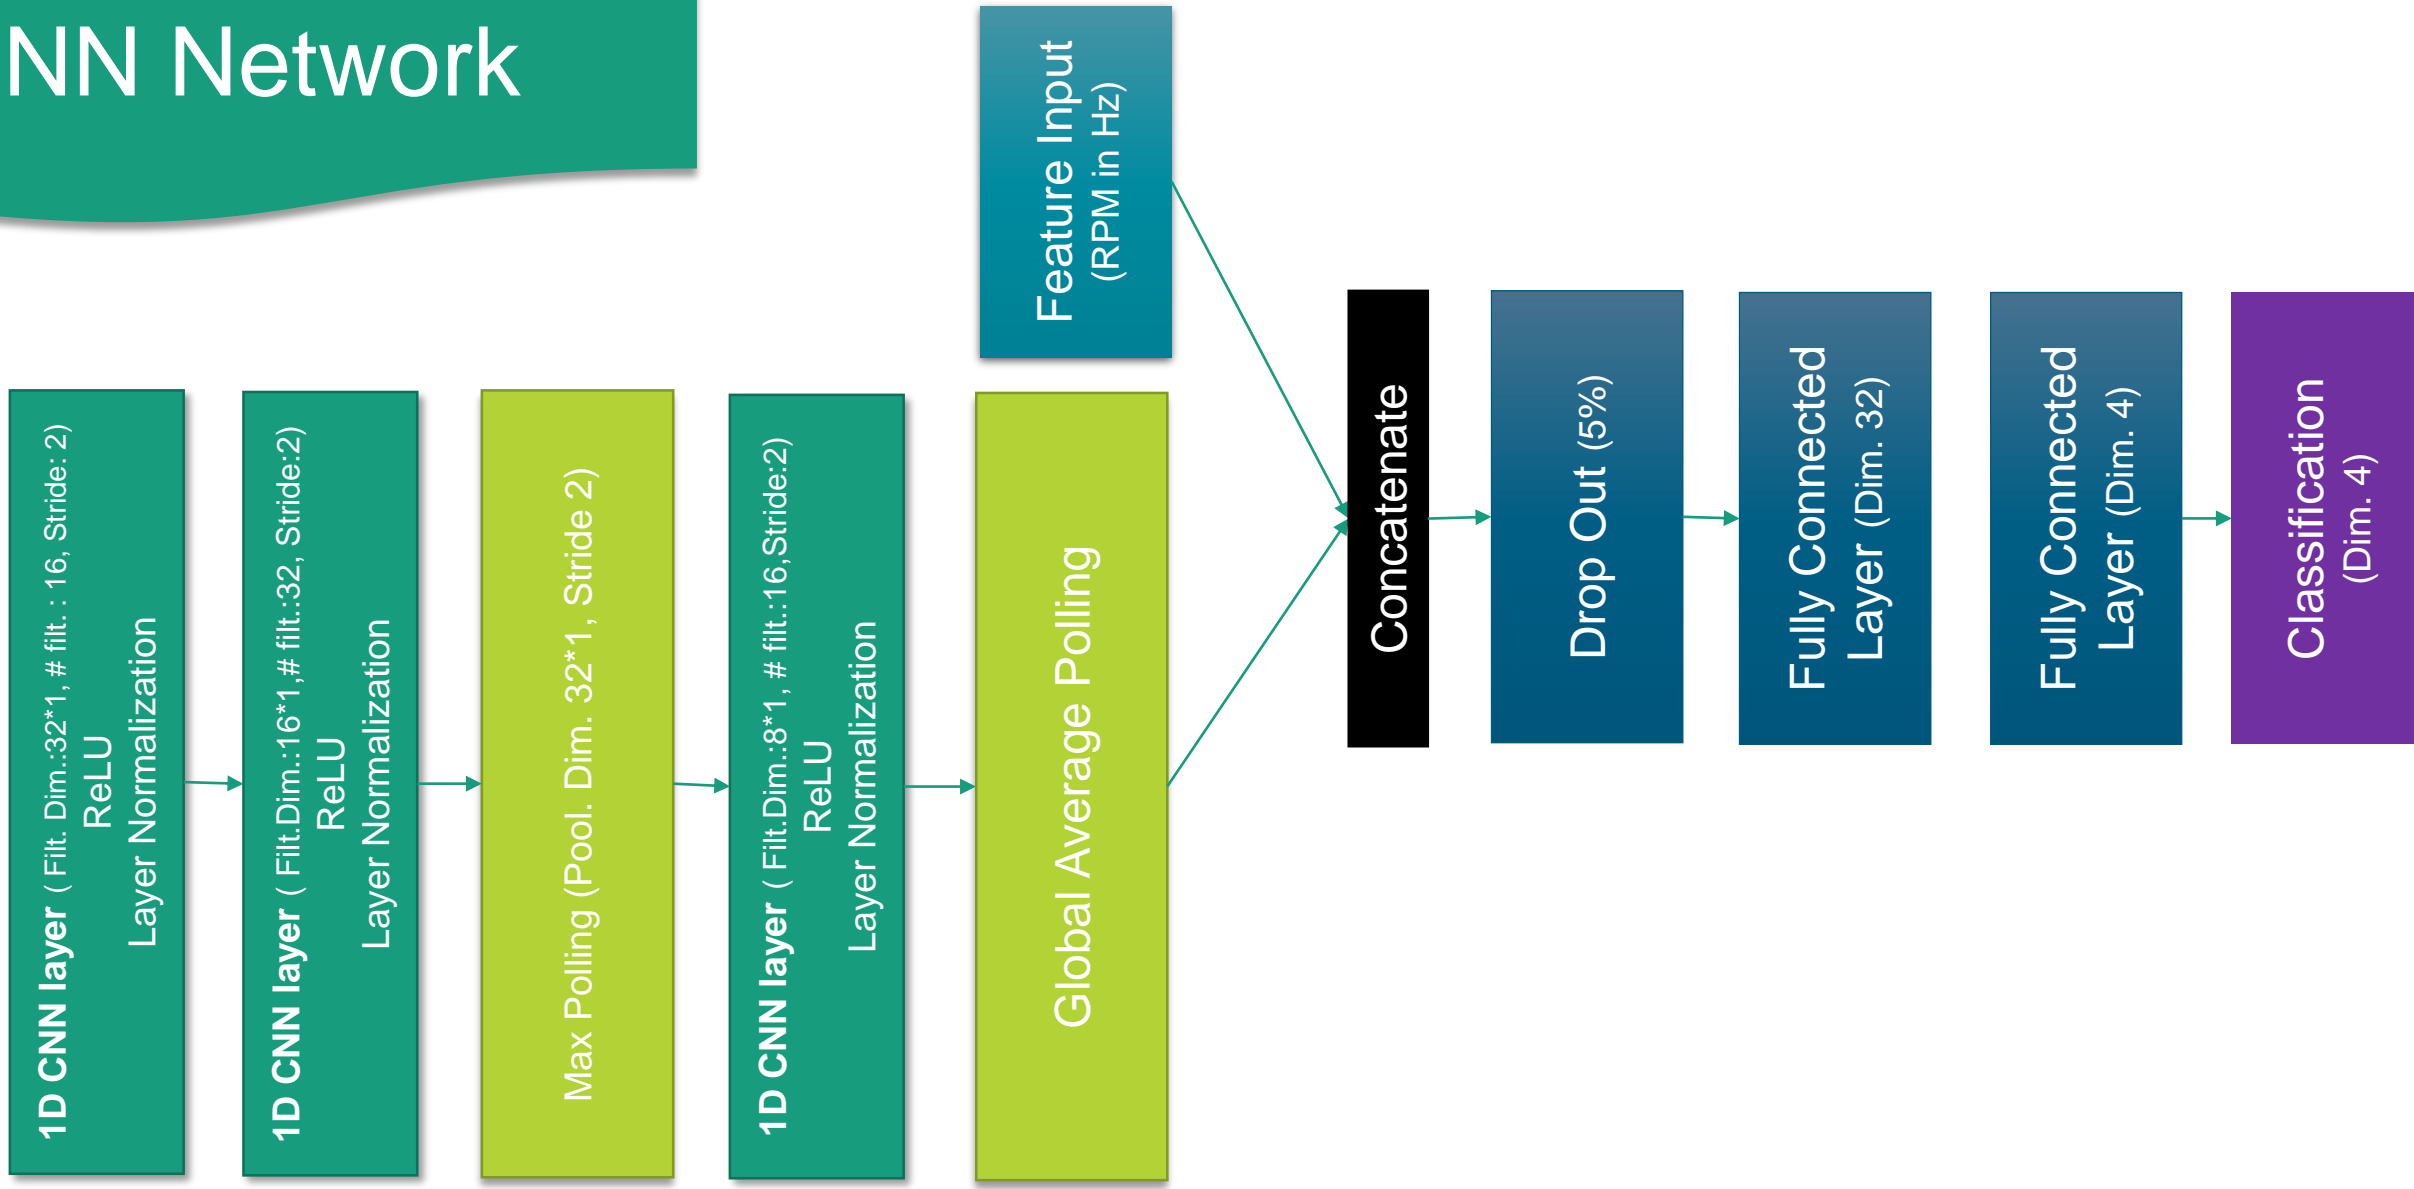 NN Network
Feature Input
(RPM in Hz)
1D CNN layer ( Filt. Dim.:32*1, # filt. : 16, Stride: 2)
ReLU
Layer Normalization
1D CNN layer ( Filt.Dim.:16*1,# filt.:32, Stride:2)
ReLU
Layer Normalization
Max Polling (Pool. Dim. 32*1, Stride 2)
1D CNN layer ( Filt.Dim.:8*1, # filt.:16,Stride:2)
ReLU
Layer Normalization
Global Average Polling
Concatenate
Drop Out (5%)
Fully Connected
Layer (Dim. 32)
Fully Connected
Layer (Dim. 4)
Classification
(Dim. 4)